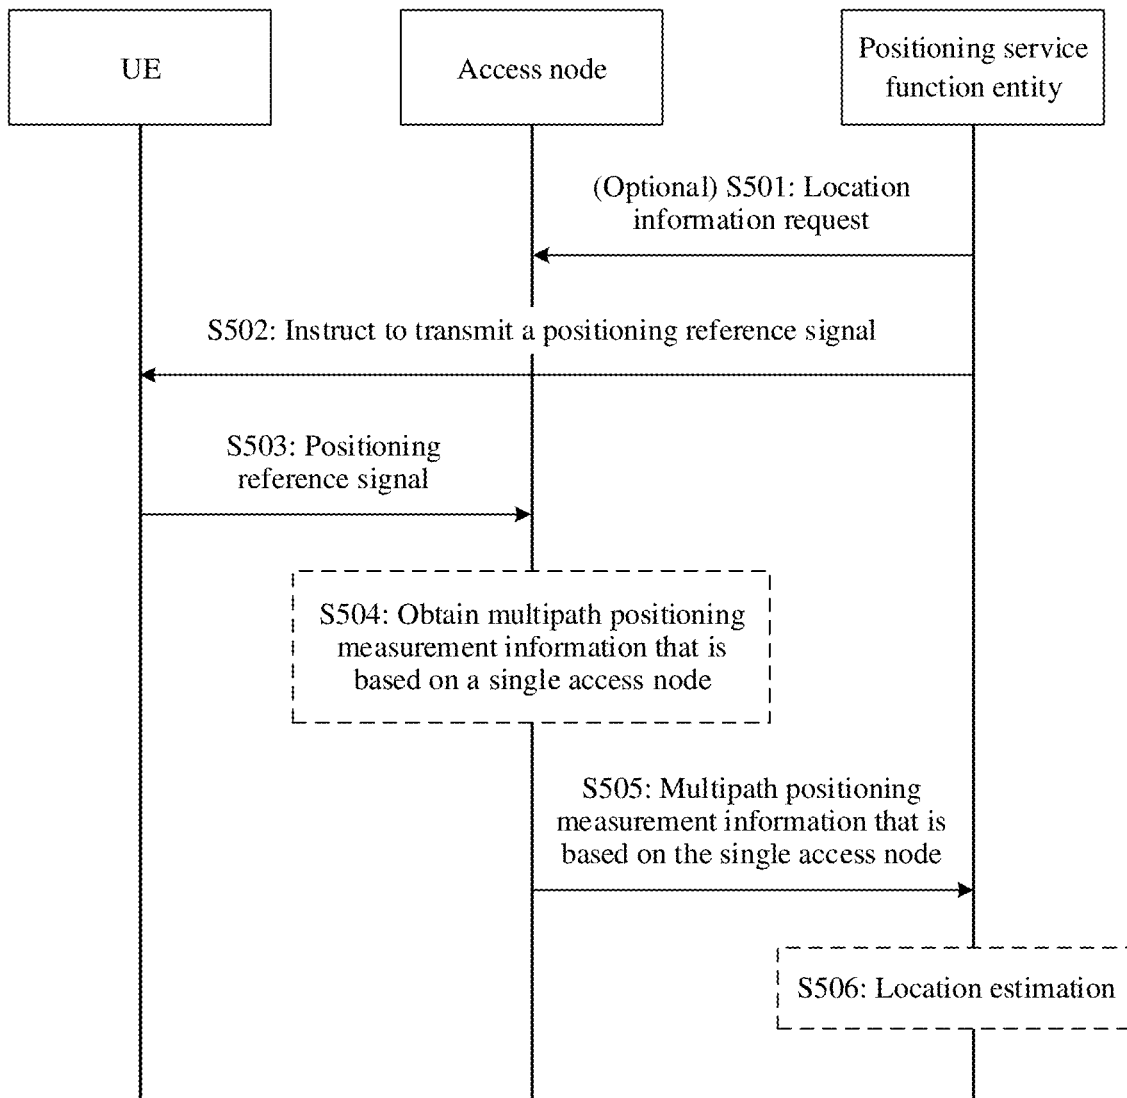 UE
Access node
Positioning service
function entity
(Optional) S501: Location
information request
S502: Instruct to transmit a positioning reference signal
S503: Positioning
reference signal
S504: Obtain multipath positioning
measurement information that is
based on a single access node
S505: Multipath positioning
measurement information that is
based on the single access node
S506: Location estimation